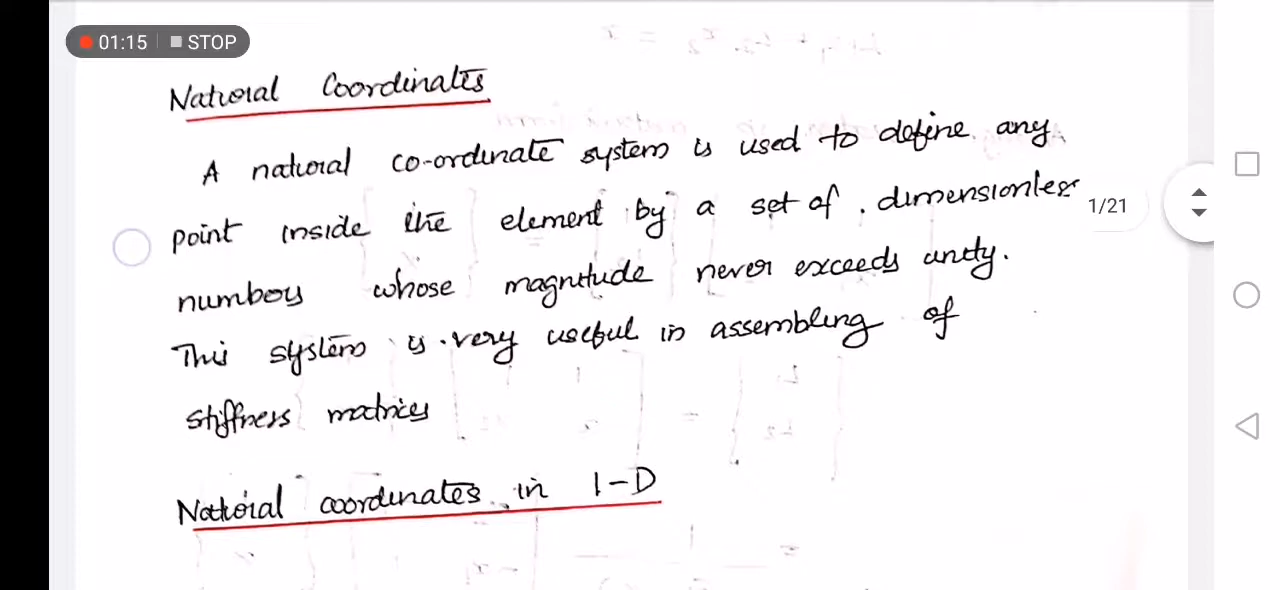 01:15 STOP
Natural Coordinates
A natural co-ordinate system is used to define any
point inside the element by a set of dimensionless
1/21
numbers whose magnitude never exceeds unity.
This system is very useful in assembling of
stiffness matrices
Natural coordinates in 1-D